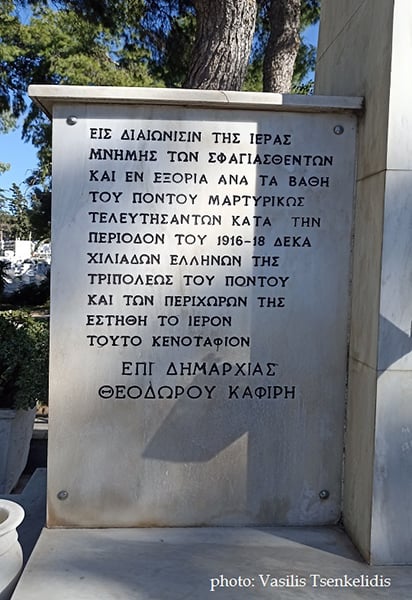 ΕΙΣ ΔΙΑΙΩΝΙΣΙΝ ΤΗΣ ΙΕΡΑΣ
ΜΝΗΜΗΣ ΤΩΝ ΣΦΑΓΙΑΣΘΕΝΤΩΝ
ΚΑΙ ΕΝ ΕΞΟΡΙΑ ΑΝΑ ΤΑ ΒΑΘΗ
ΤΟΥ ΠΟΝΤΟΥ ΜΑΡΤΥΡΙΚΩΣ
ΤΕΛΕΥΤΗΣΑΝΤΩΝ ΚΑΤΑ ΤΗΝ
ΠΕΡΙΟΔΟΝ ΤΟΥ 1916-18 ΔΕΚΑ
ΧΙΛΙΑΔΩΝ ΕΛΛΗΝΩΝ ΤΗΣ
ΤΡΙΠΟΛΕΩΣ ΤΟΥ ΠΟΝΤΟΥ
ΚΑΙ ΤΩΝ ΠΕΡΙΧΩΡΩΝ ΤΗΣ
ΕΣΤΗΘΗ ΤΟ ΙΕΡΟΝ
ΤΟΥΤΟ ΚΕΝΟΤΑΦΙΟΝ
ΕΠΙ ΔΗΜΑΡΧΙΑΣ
ΘΕΟΔΩΡΟΥ ΚΑΦΙΡΗ
photo: Vasilis Tsenkelidis